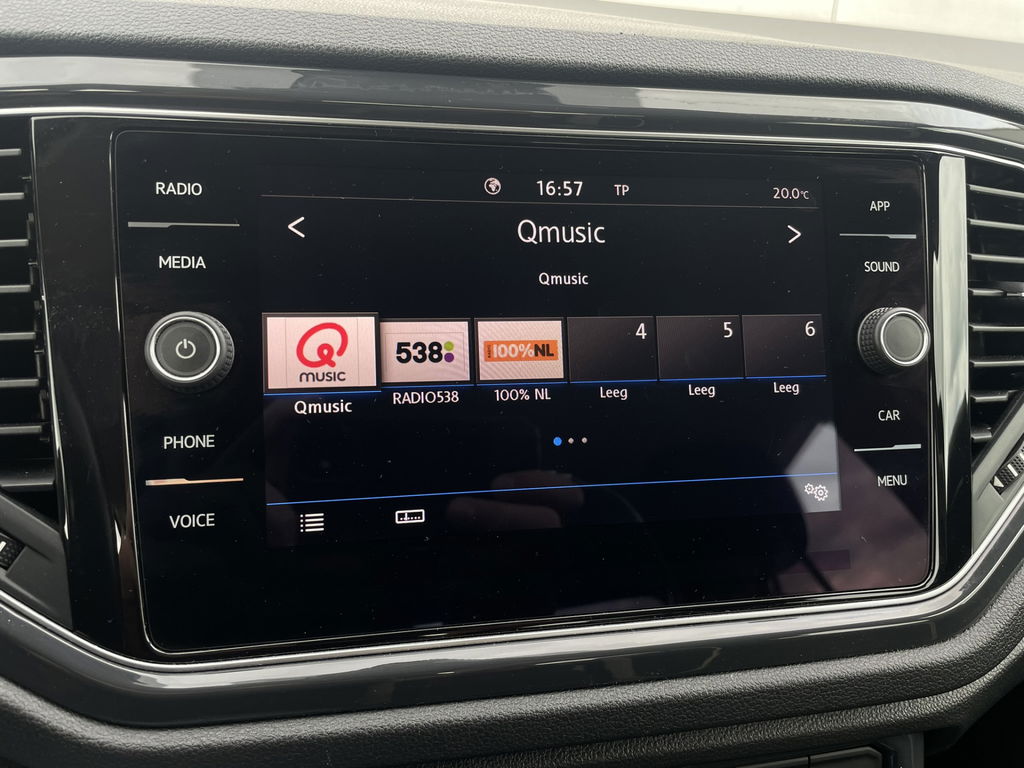 RADIO
MEDIA
PHONE
VOICE
16:57 TP 20.0°C
< Qmusic >
Qmusic
Q MUSIC
538
100%NL
4
5
6
Qmusic
RADIO538
100% NL
Leeg
Leeg
Leeg
APP
SOUND
CAR
MENU